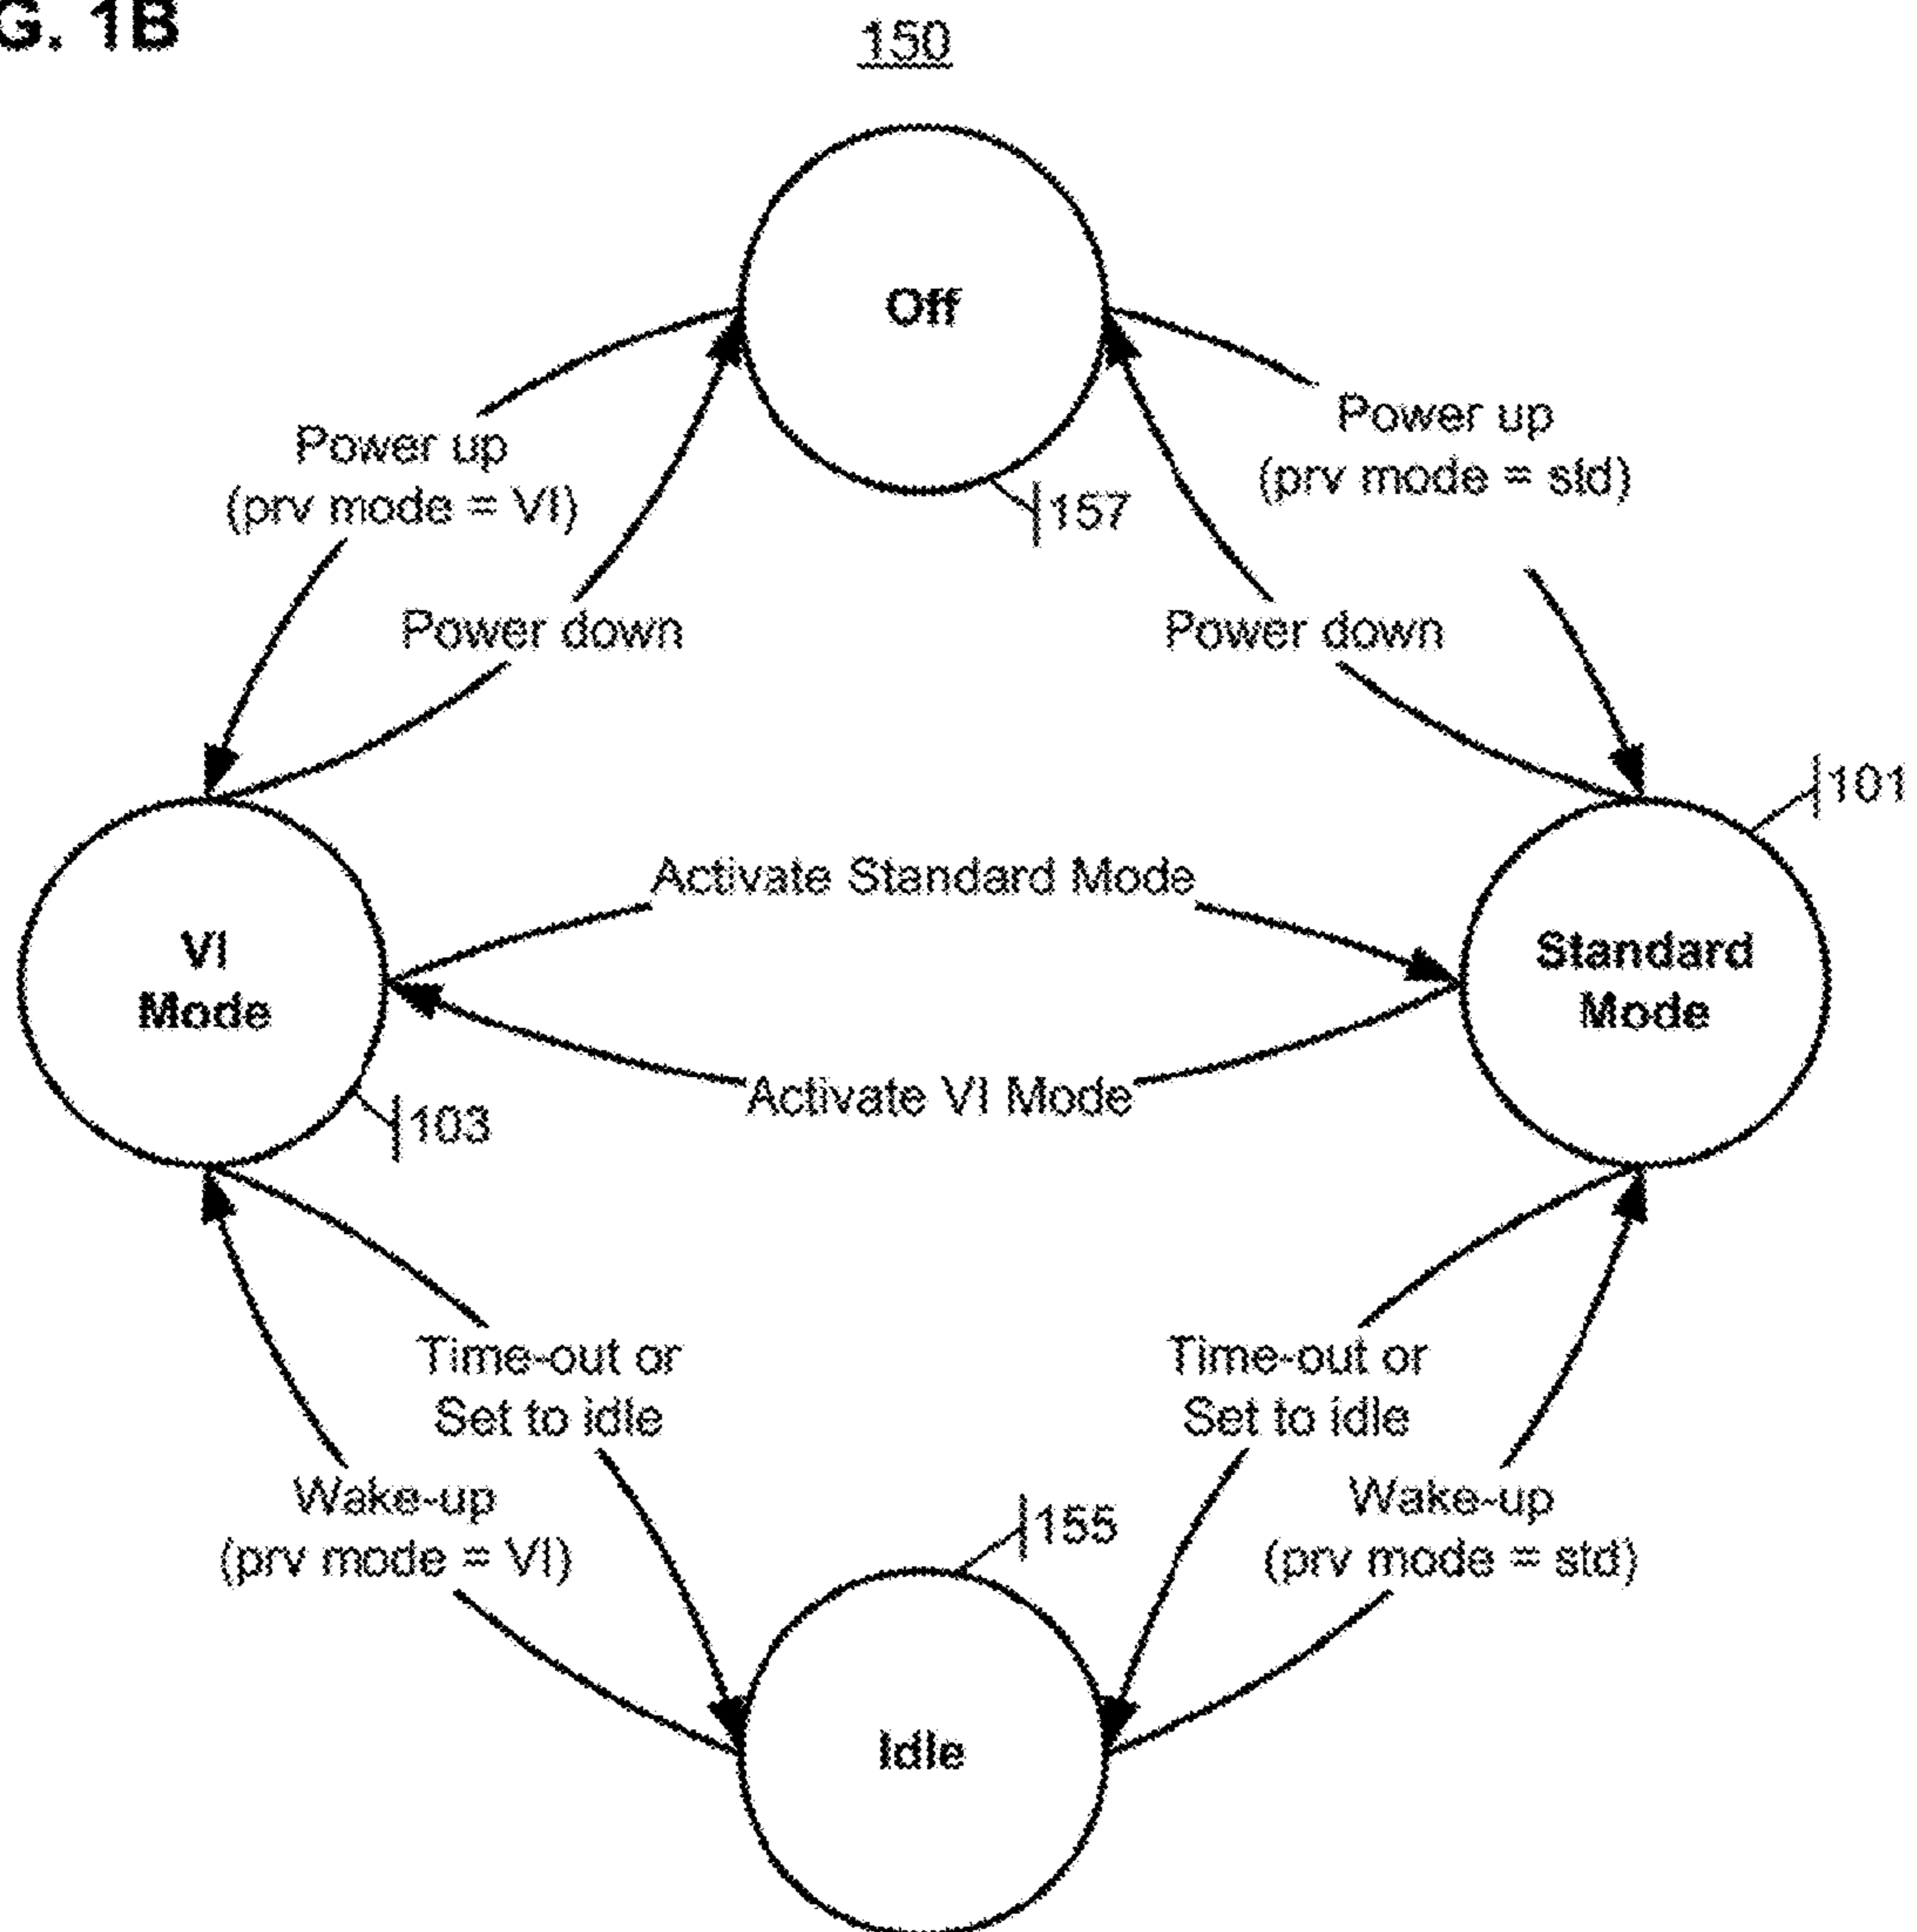 G. 1B
150
Off
Power up
(prv mode = VI)
Power up
(prv mode = std)
157
Power down
Power down
101
Activate Standard Mode
VI
Mode
Standard
Mode
Activate VI Mode
103
Time-out or
Set to idle
Time-out or
Set to idle
Wake-up
(prv mode = VI)
155
Wake-up
(prv mode = std)
Idle